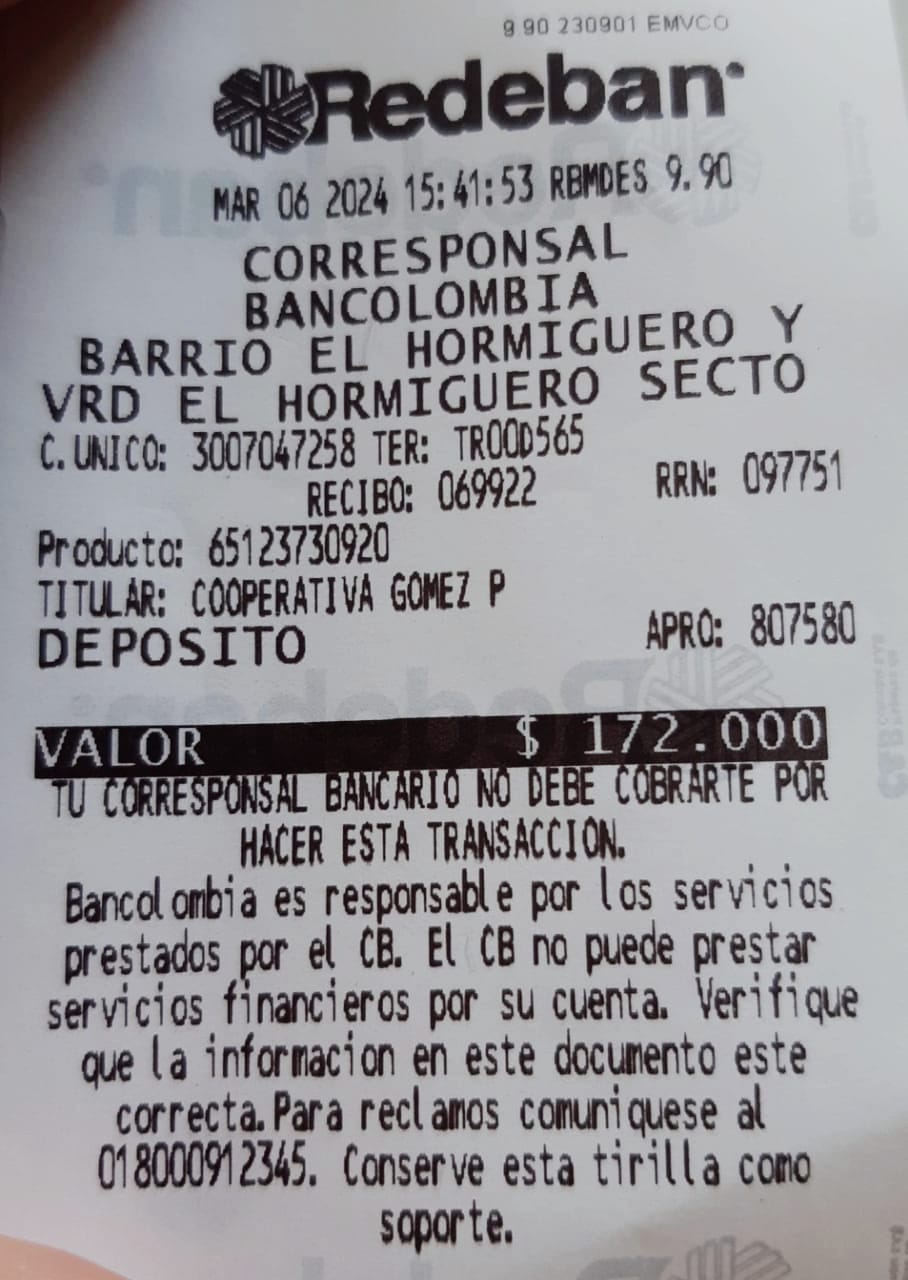 9 90 230901 EMVCO
Redeban
MAR 06 2024 15:41:53 RBMDES 9.90
CORRESPONSAL
BANCOLOMBIA
BARRIO EL HORMIGUERO Y
VRD EL HORMIGUERO SECTO
C. UNICO: 3007047258 TER: TR00D565
RECIBO: 069922 RRN: 097751
Producto: 65123730920
TITULAR: COOPERATIVA GOMEZ P
DEPOSITO APRO: 807580
VALOR $ 172.000
TU CORRESPONSAL BANCARIO NO DEBE COBRARTE POR
HACER ESTA TRANSACCION.
Bancolombia es responsable por los servicios
prestados por el CB. El CB no puede prestar
servicios financieros por su cuenta. Verifique
que la informacion en este documento este
correcta. Para reclamos comuniquese al
018000912345. Conserve esta tirilla como
soporte.